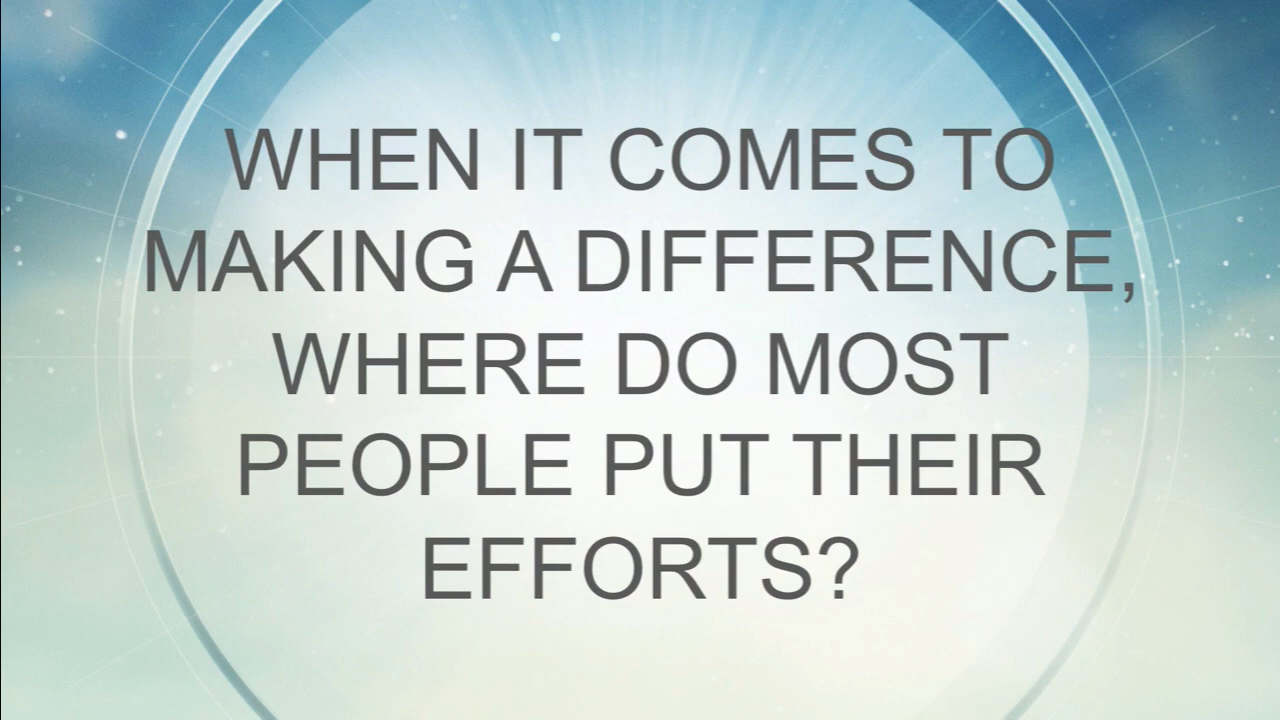 WHEN IT COMES TO
MAKING A DIFFERENCE,
WHERE DO MOST
PEOPLE PUT THEIR
EFFORTS?